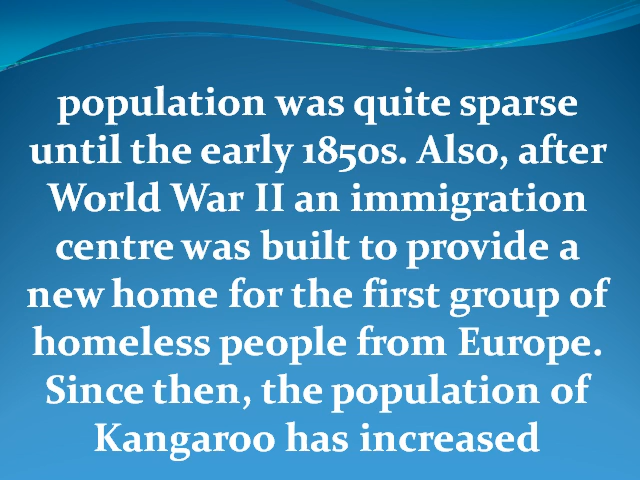 population was quite sparse
until the early 1850s. Also, after
World War II an immigration
centre was built to provide a
new home for the first group of
homeless people from Europe.
Since then, the population of
Kangaroo has increased